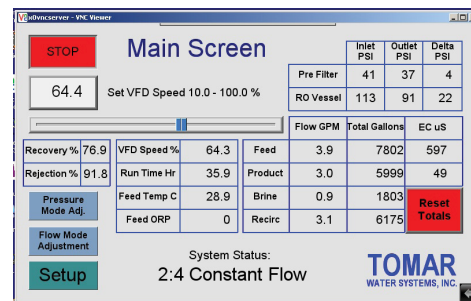 x0vncserver - VNC Viewer
STOP
Main Screen
Inlet PSI Outlet PSI Delta PSI
Pre Filter 41 37 4
RO Vessel 113 91 22
64.4 Set VFD Speed 10.0 - 100.0 %
Flow GPM Total Gallons EC uS
Recovery % 76.9 VFD Speed % 64.3 Feed 3.9 7802 597
Rejection % 91.8 Run Time Hr 35.9 Product 3.0 5999 49
Feed Temp C 28.9 Brine 0.9 1803
Feed ORP 0 Recirc 3.1 6175
Reset
Totals
Pressure
Mode Adj.
Flow Mode
Adjustment
Setup
System Status:
2:4 Constant Flow
TOMAR
WATER SYSTEMS, INC.